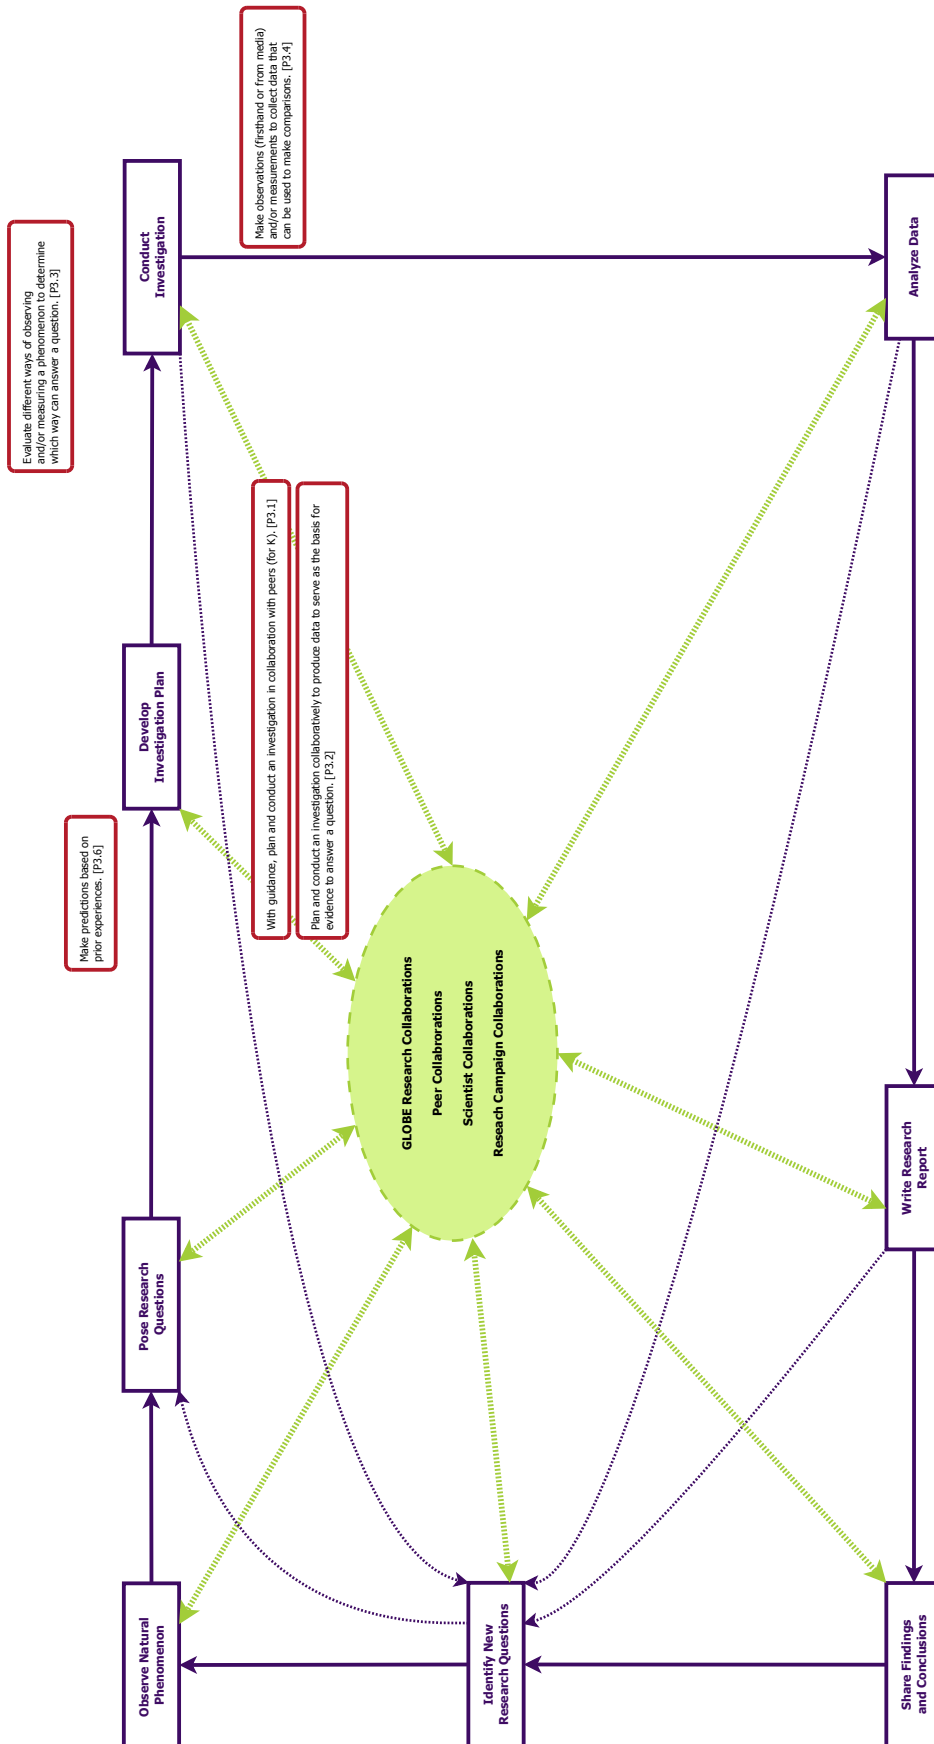 Evaluate different ways of observing
and/or measuring a phenomenon to determine
which way can answer a question. [P3.3]
Make predictions based on
prior experiences. [P3.6]
Observe Natural
Phenomenon
Pose Research
Questions
Develop
Investigation Plan
Conduct
Investigation
Make observations (firsthand or from media)
and/or measurements to collect data that
can be used to make comparisons. [P3.4]
With guidance, plan and conduct an investigation in collaboration with peers (for K). [P3.1]
Plan and conduct an investigation collaboratively to produce data to serve as the basis for
evidence to answer a question. [P3.2]
GLOBE Research Collaborations
Peer Collabrorations
Scientist Collaborations
Reseach Campaign Collaborations
Identify New
Research Questions
Share Findings
and Conclusions
Write Research
Report
Analyze Data